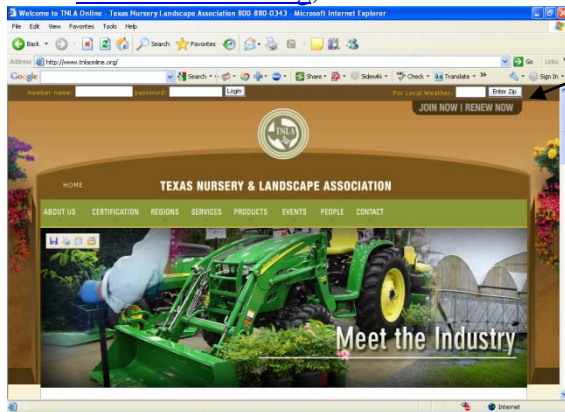 Welcome to TNLA Online - Texas Nursery Landscape Association 800-880-0343 - Microsoft Internet Explorer
File Edit View Favorites Tools Help
Back Search Favorites
Address http://www.tnlaonline.org/ Go Links
Google Search Share Sidewiki Check Translate Sign In
member name: password: Login For Local Weather: Enter Zip
JOIN NOW I RENEW NOW
TNLA
HOME TEXAS NURSERY & LANDSCAPE ASSOCIATION
ABOUT US CERTIFICATION REGIONS SERVICES PRODUCTS EVENTS PEOPLE CONTACT
Meet the Industry
Internet